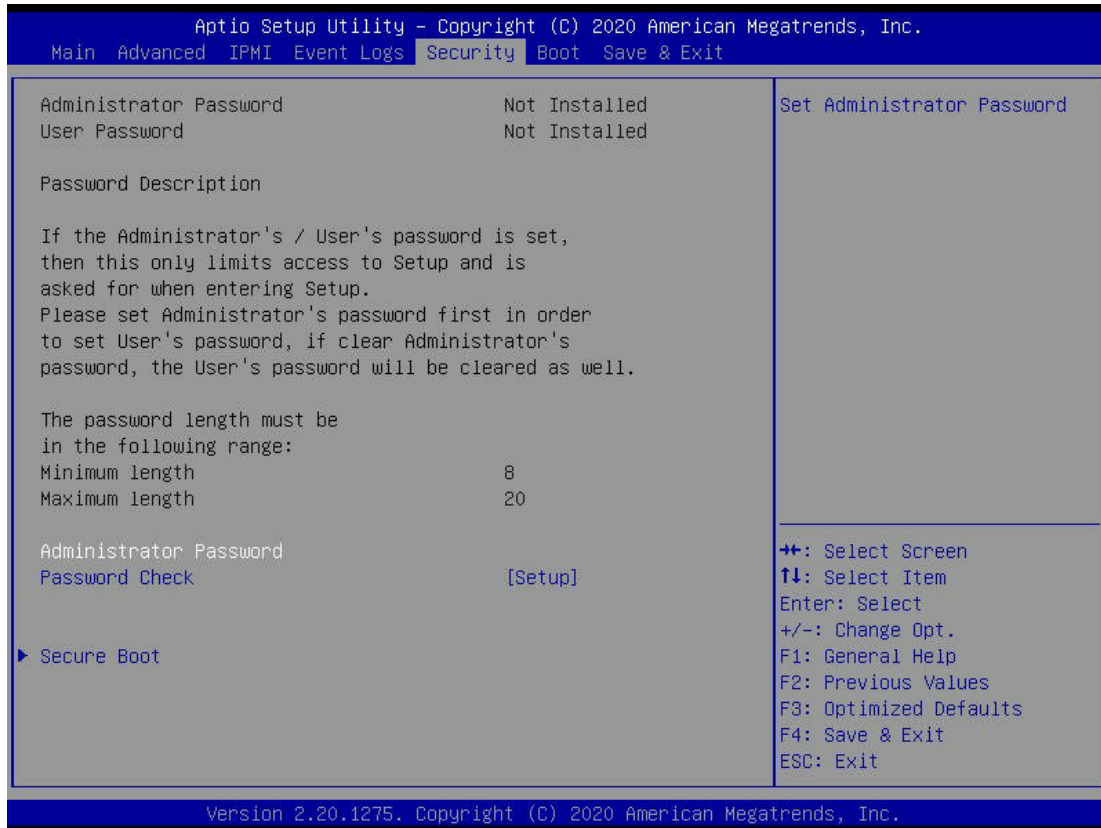 Aptio Setup Utility – Copyright (C) 2020 American Megatrends, Inc.
Main Advanced IPMI Event Logs Security Boot Save & Exit
Administrator Password Not Installed
User Password Not Installed
Password Description
If the Administrator's / User's password is set,
then this only limits access to Setup and is
asked for when entering Setup.
Please set Administrator's password first in order
to set User's password, if clear Administrator's
password, the User's password will be cleared as well.
The password length must be
in the following range:
Minimum length 8
Maximum length 20
Administrator Password
Password Check [Setup]
Secure Boot
Set Administrator Password
→←: Select Screen
↑↓: Select Item
Enter: Select
+/-: Change Opt.
F1: General Help
F2: Previous Values
F3: Optimized Defaults
F4: Save & Exit
ESC: Exit
Version 2.20.1275. Copyright (C) 2020 American Megatrends, Inc.